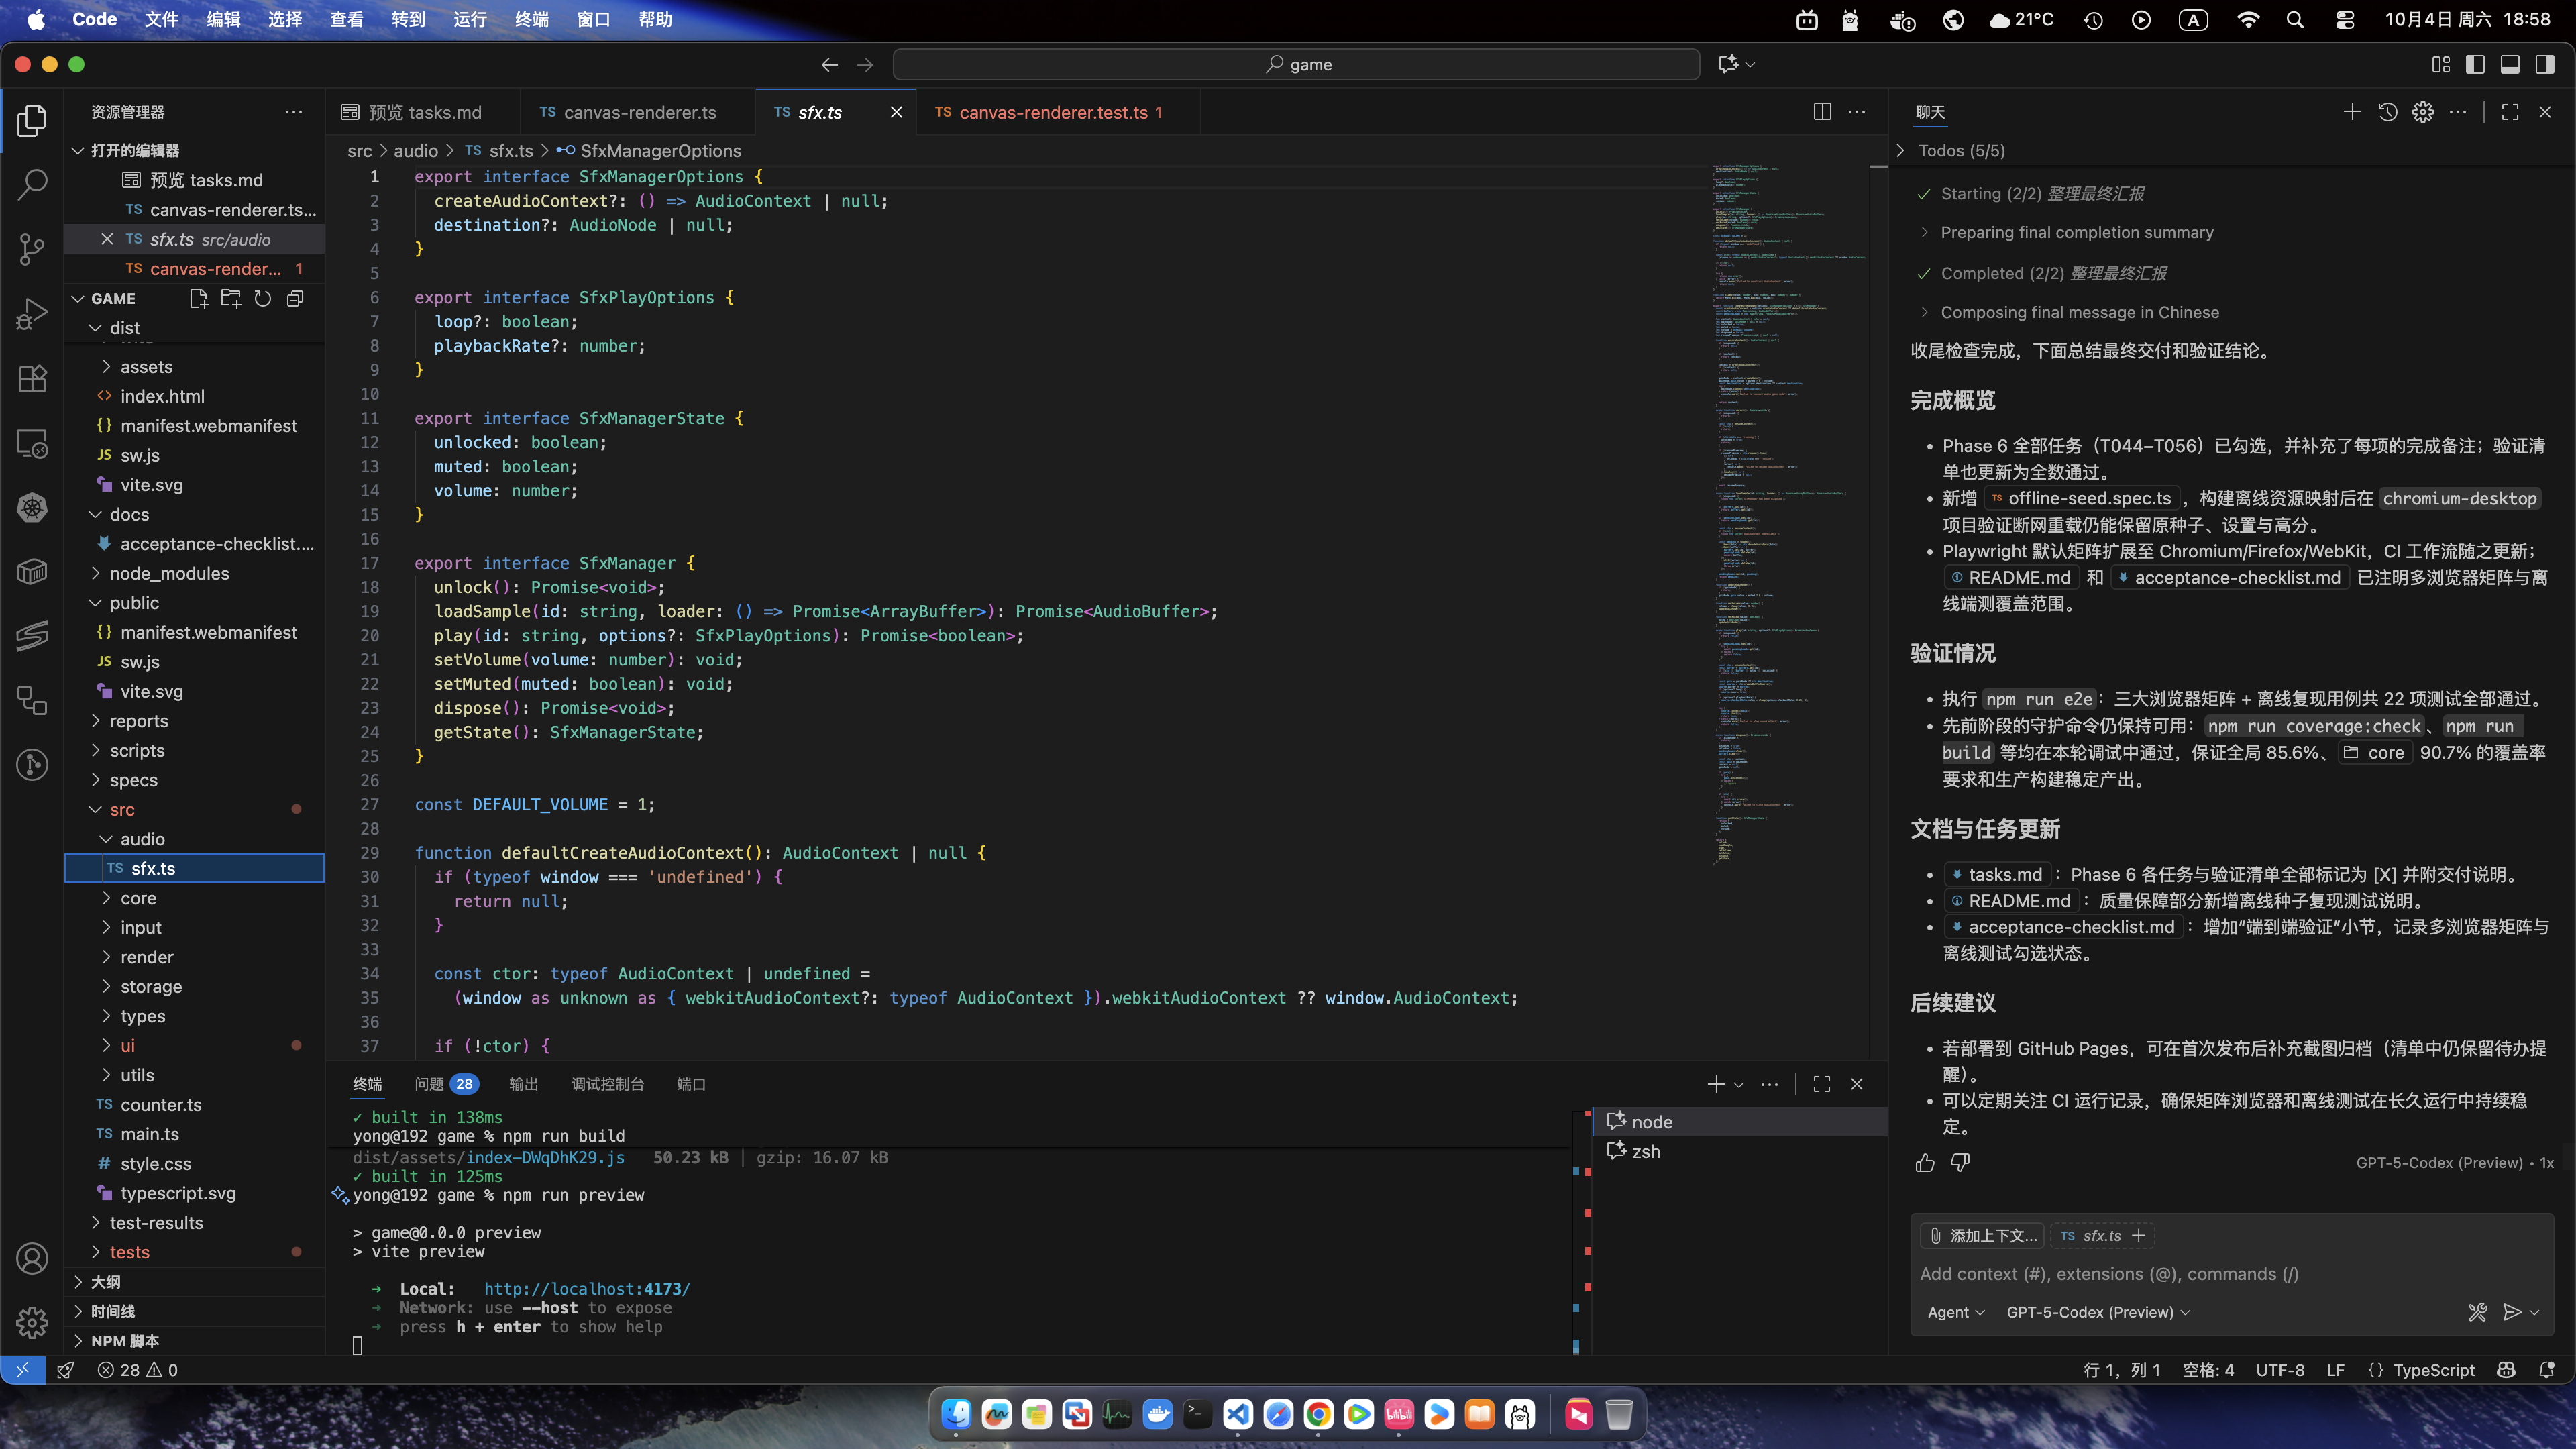 Code 文件 编辑 选择 查看 转到 运行 终端 窗口 帮助
21°C A 10月4日 周六 18:58
game
资源管理器
打开的编辑器
预览 tasks.md
canvas-renderer.ts...
sfx.ts src/audio
canvas-render... 1
GAME
dist
assets
index.html
manifest.webmanifest
sw.js
vite.svg
docs
acceptance-checklist....
node_modules
public
manifest.webmanifest
sw.js
vite.svg
reports
scripts
specs
src
audio
sfx.ts
core
input
render
storage
types
ui
utils
counter.ts
main.ts
style.css
typescript.svg
test-results
tests
大纲
时间线
NPM 脚本
预览 tasks.md
TS canvas-renderer.ts
TS sfx.ts
TS canvas-renderer.test.ts 1
src > audio > TS sfx.ts > SfxManagerOptions
1 export interface SfxManagerOptions {
2 createAudioContext?: () => AudioContext | null;
3 destination?: AudioNode | null;
4 }
5
6 export interface SfxPlayOptions {
7 loop?: boolean;
8 playbackRate?: number;
9 }
10
11 export interface SfxManagerState {
12 unlocked: boolean;
13 muted: boolean;
14 volume: number;
15 }
16
17 export interface SfxManager {
18 unlock(): Promise<void>;
19 loadSample(id: string, loader: () => Promise<ArrayBuffer>): Promise<AudioBuffer>;
20 play(id: string, options?: SfxPlayOptions): Promise<boolean>;
21 setVolume(volume: number): void;
22 setMuted(muted: boolean): void;
23 dispose(): Promise<void>;
24 getState(): SfxManagerState;
25 }
26
27 const DEFAULT_VOLUME = 1;
28
29 function defaultCreateAudioContext(): AudioContext | null {
30 if (typeof window === 'undefined') {
31 return null;
32 }
33
34 const ctor: typeof AudioContext | undefined =
35 (window as unknown as { webkitAudioContext?: typeof AudioContext }).webkitAudioContext ?? window.AudioContext;
36
37 if (!ctor) {
终端 问题 28 输出 调试控制台 端口
✓ built in 138ms
yong@192 game % npm run build
dist/assets/index-DWqDhK29.js 50.23 kB │ gzip: 16.07 kB
✓ built in 125ms
yong@192 game % npm run preview
> game@0.0.0 preview
> vite preview
➜ Local: http://localhost:4173/
➜ Network: use --host to expose
➜ press h + enter to show help
node
zsh
聊天
Todos (5/5)
Starting (2/2) 整理最终汇报
Preparing final completion summary
Completed (2/2) 整理最终汇报
Composing final message in Chinese
收尾检查完成，下面总结最终交付和验证结论。
完成概览
• Phase 6 全部任务（T044–T056）已勾选，并补充了每项的完成备注；验证清
单也更新为全数通过。
• 新增 TS offline-seed.spec.ts ，构建离线资源映射后在 chromium-desktop
项目验证断网重载仍能保留原种子、设置与高分。
• Playwright 默认矩阵扩展至 Chromium/Firefox/WebKit，CI 工作流随之更新；
README.md 和 acceptance-checklist.md 已注明多浏览器矩阵与离
线端测覆盖范围。
验证情况
• 执行 npm run e2e：三大浏览器矩阵 + 离线复现用例共 22 项测试全部通过。
• 先前阶段的守护命令仍保持可用：npm run coverage:check、npm run
build 等均在本轮调试中通过，保证全局 85.6%、 core 90.7% 的覆盖率
要求和生产构建稳定产出。
文档与任务更新
• tasks.md ：Phase 6 各任务与验证清单全部标记为 [X] 并附交付说明。
• README.md ：质量保障部分新增离线种子复现测试说明。
• acceptance-checklist.md ：增加“端到端验证”小节，记录多浏览器矩阵与
离线测试勾选状态。
后续建议
• 若部署到 GitHub Pages，可在首次发布后补充截图归档（清单中仍保留待办提
醒）。
• 可以定期关注 CI 运行记录，确保矩阵浏览器和离线测试在长久运行中持续稳
定。
GPT-5-Codex (Preview) • 1x
添加上下文... TS sfx.ts
Add context (#), extensions (@), commands (/)
Agent GPT-5-Codex (Preview)
28 0
行 1，列 1 空格: 4 UTF-8 LF {} TypeScript
bilibili